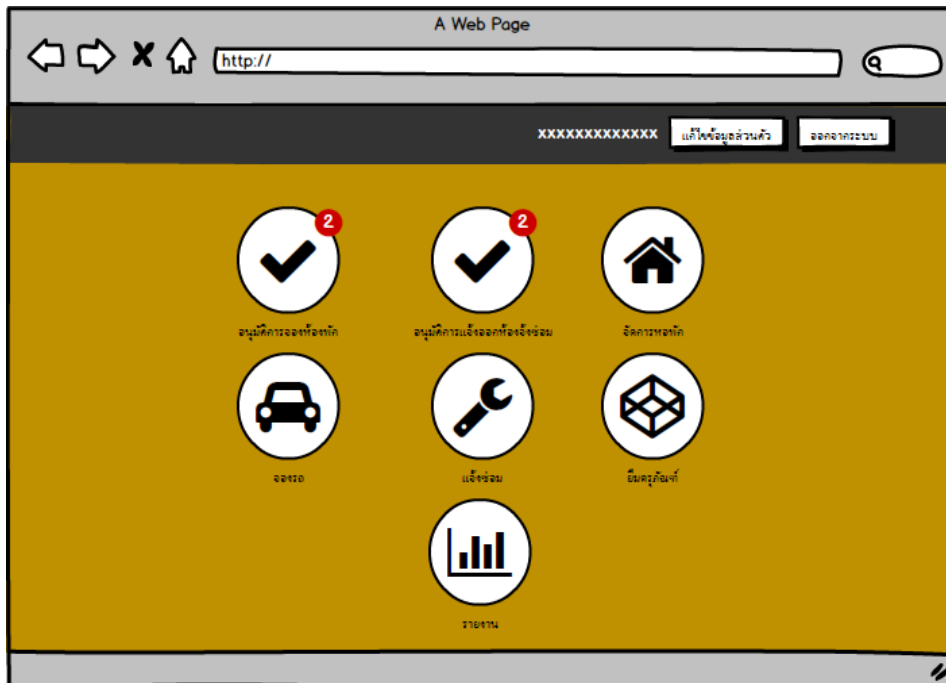 A Web Page
http://
xxxxxxxxxxxxx แก้ไขข้อมูลส่วนตัว ออกจากระบบ
2 2
อนุมัติการจองห้องพัก อนุมัติการแจ้งออกห้องจ้งซ่อม จัดการหอพัก
จองรถ แจ้งซ่อม ยืมครุภัณฑ์
รายงาน